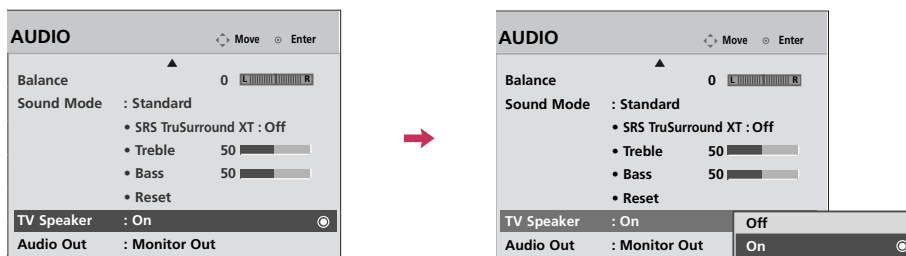 AUDIO Move Enter
Balance 0 L R
Sound Mode : Standard
• SRS TruSurround XT : Off
• Treble 50
• Bass 50
• Reset
TV Speaker : On
Audio Out : Monitor Out
AUDIO Move Enter
Balance 0 L R
Sound Mode : Standard
• SRS TruSurround XT : Off
• Treble 50
• Bass 50
• Reset
TV Speaker : On
Audio Out : Monitor Out
Off
On